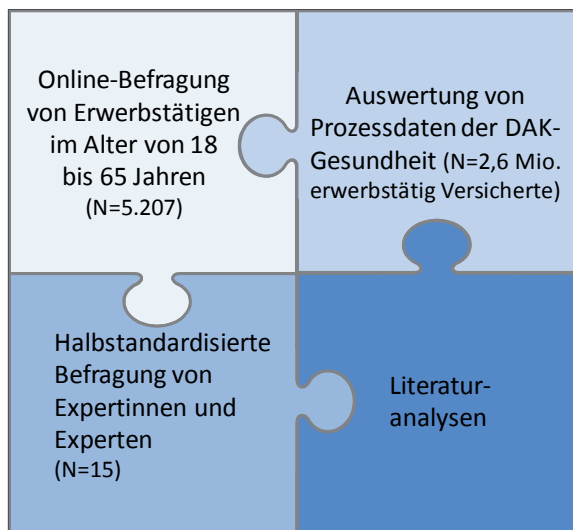 Online-Befragung
von Erwerbstätigen
im Alter von 18
bis 65 Jahren
(N=5.207)
Auswertung von
Prozessdaten der DAK-
Gesundheit (N=2,6 Mio.
erwerbstätig Versicherte)
Halbstandardisierte
Befragung von
Expertinnen und
Experten
(N=15)
Literatur-
analysen